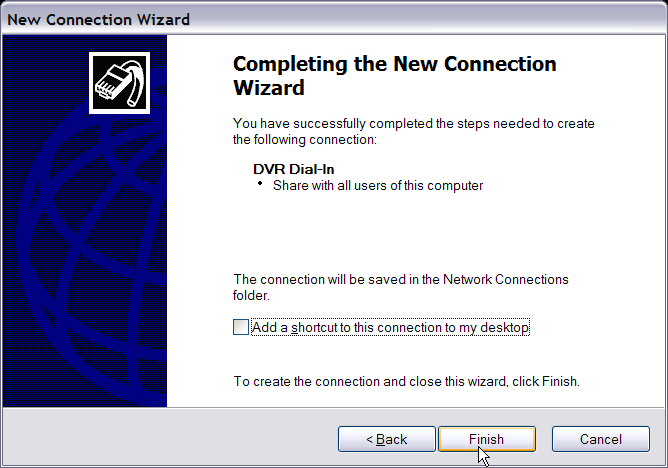 New Connection Wizard
Completing the New Connection
Wizard
You have successfully completed the steps needed to create
the following connection:
DVR Dial-In
• Share with all users of this computer
The connection will be saved in the Network Connections
folder.
Add a shortcut to this connection to my desktop
To create the connection and close this wizard, click Finish.
< Back Finish Cancel